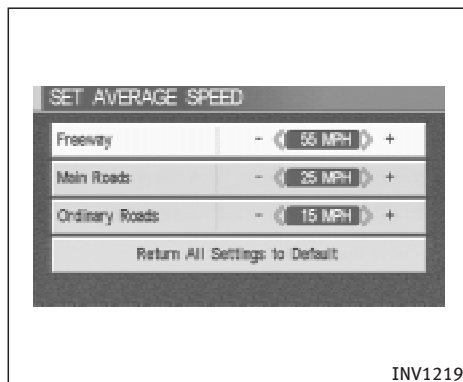 SET AVERAGE SPEED
Freeway - 55 MPH +
Main Roads - 25 MPH +
Ordinary Roads - 15 MPH +
Return All Settings to Default
INV1219